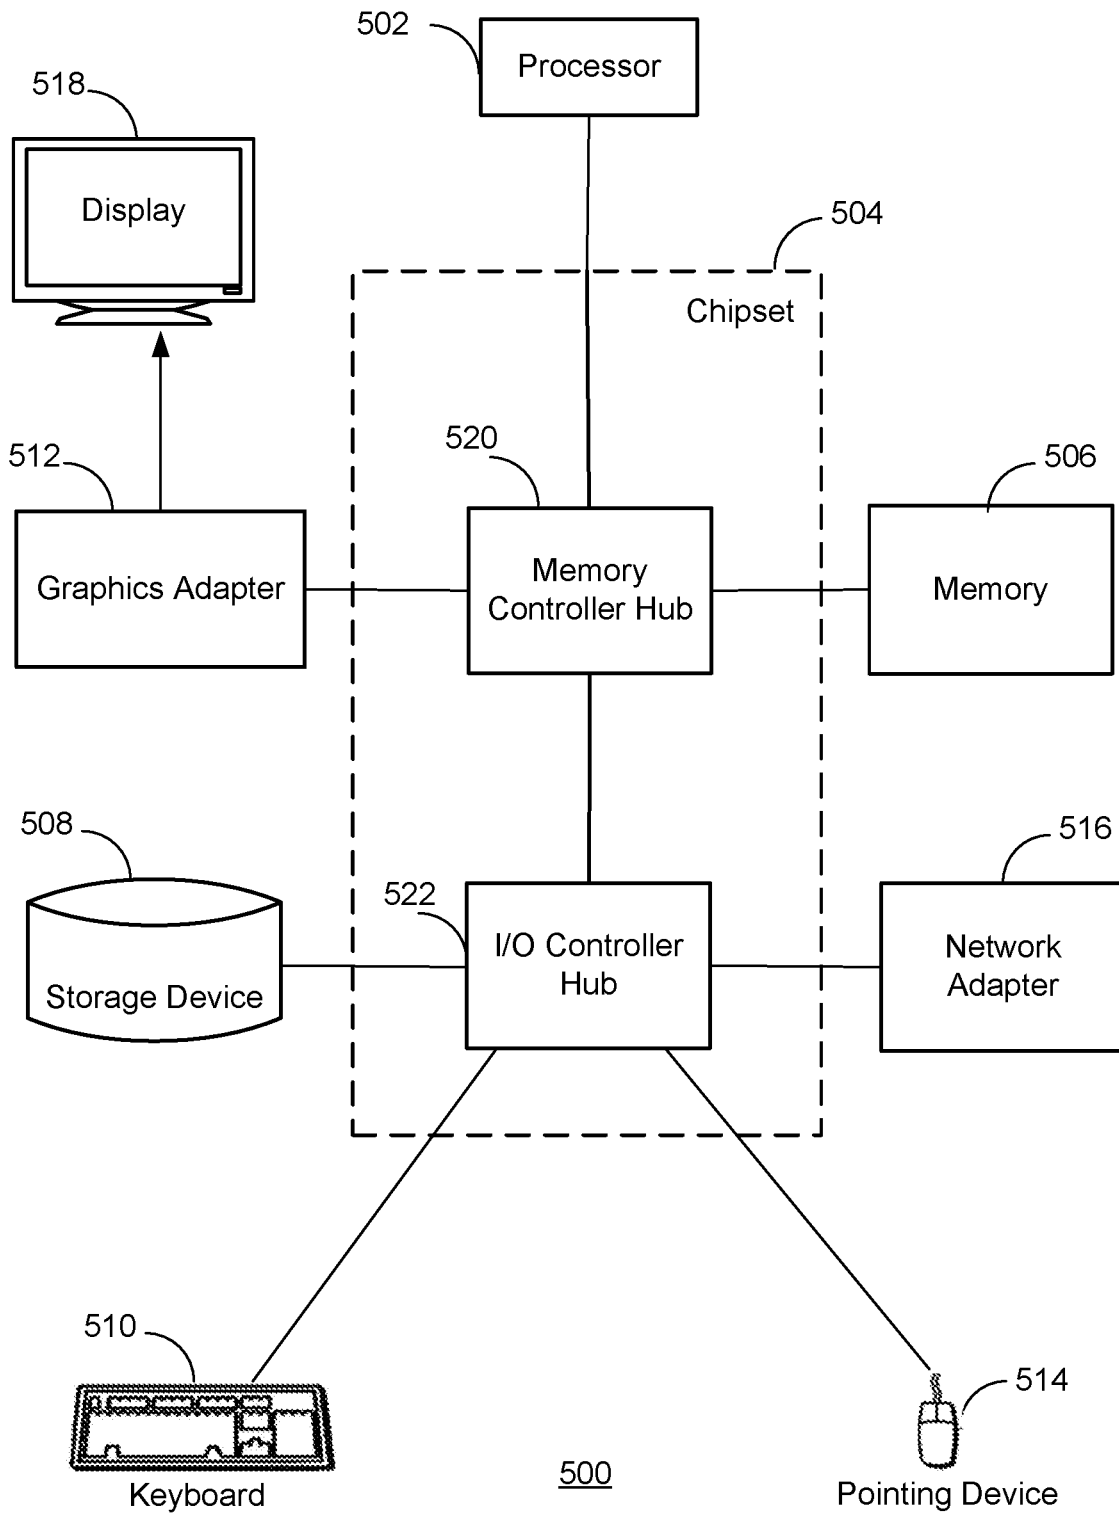 502
Processor
518
Display
504
Chipset
512
520
506
Graphics Adapter
Memory
Controller Hub
Memory
508
522
516
Storage Device
I/O Controller
Hub
Network
Adapter
510
514
Keyboard
500
Pointing Device